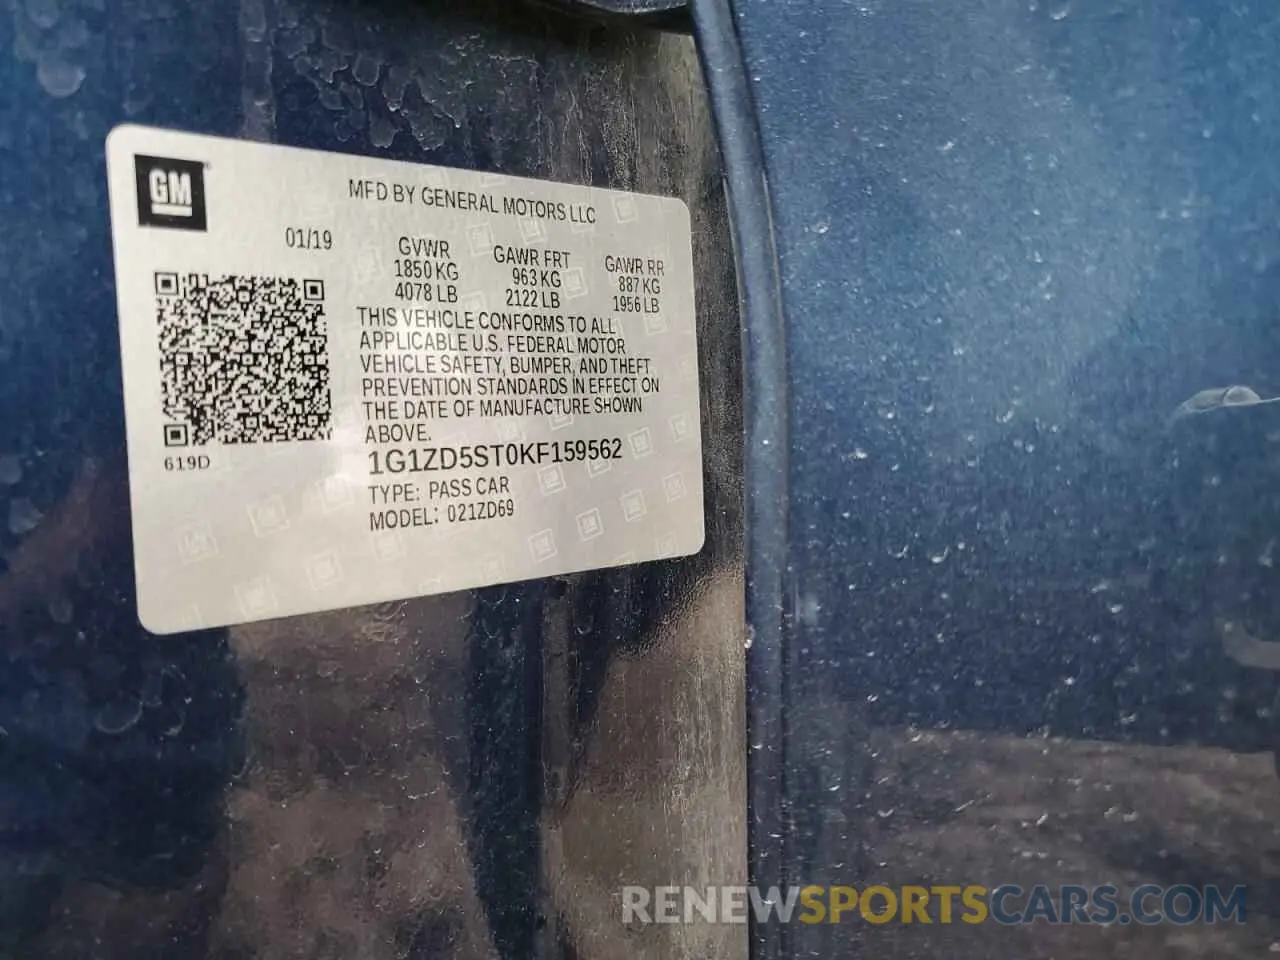 GM
MFD BY GENERAL MOTORS LLC
01/19
GVWR GAWR FRT GAWR RR
1850 KG 963 KG 887 KG
4078 LB 2122 LB 1956 LB
THIS VEHICLE CONFORMS TO ALL
APPLICABLE U.S. FEDERAL MOTOR
VEHICLE SAFETY, BUMPER, AND THEFT
PREVENTION STANDARDS IN EFFECT ON
THE DATE OF MANUFACTURE SHOWN
ABOVE.
619D
1G1ZD5ST0KF159562
TYPE: PASS CAR
MODEL: 021ZD69
RENEWSPORTSCARS.COM